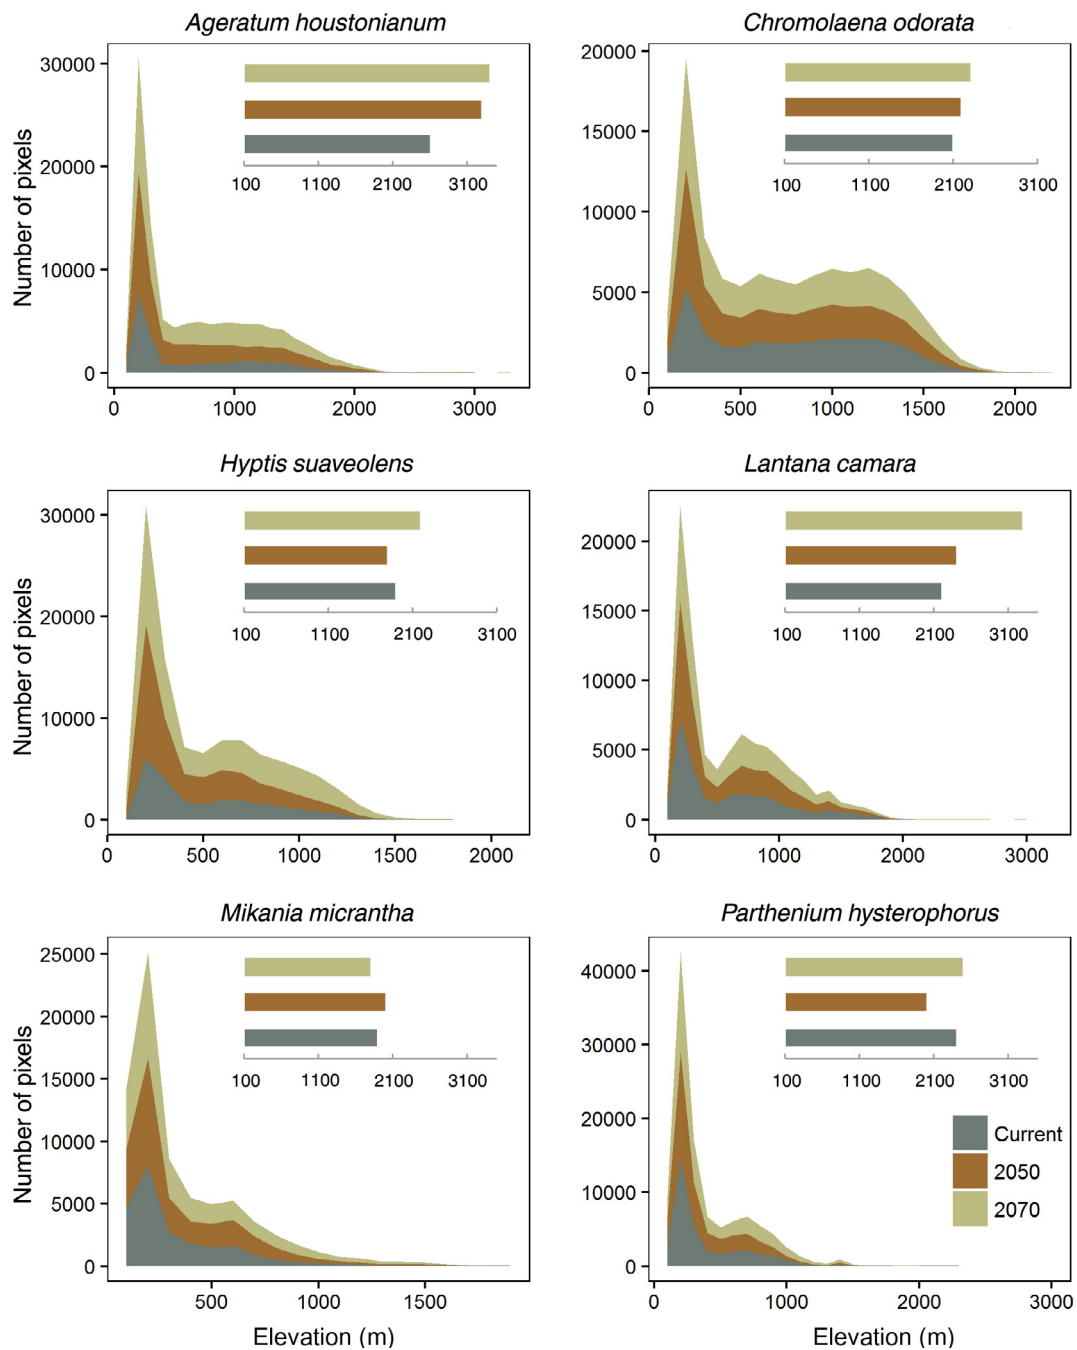 Ageratum houstonianum
Chromolaena odorata
Number of pixels
30000
20000
10000
0
100 1100 2100 3100
0 1000 2000 3000
20000
15000
10000
5000
0
100 1100 2100 3100
0 500 1000 1500 2000
Hyptis suaveolens
Lantana camara
Number of pixels
30000
20000
10000
0
100 1100 2100 3100
0 500 1000 1500 2000
20000
15000
10000
5000
0
100 1100 2100 3100
0 1000 2000 3000
Mikania micrantha
Parthenium hysterophorus
Number of pixels
25000
20000
15000
10000
5000
0
100 1100 2100 3100
500 1000 1500
Elevation (m)
40000
30000
20000
10000
0
100 1100 2100 3100
Current
2050
2070
0 1000 2000 3000
Elevation (m)